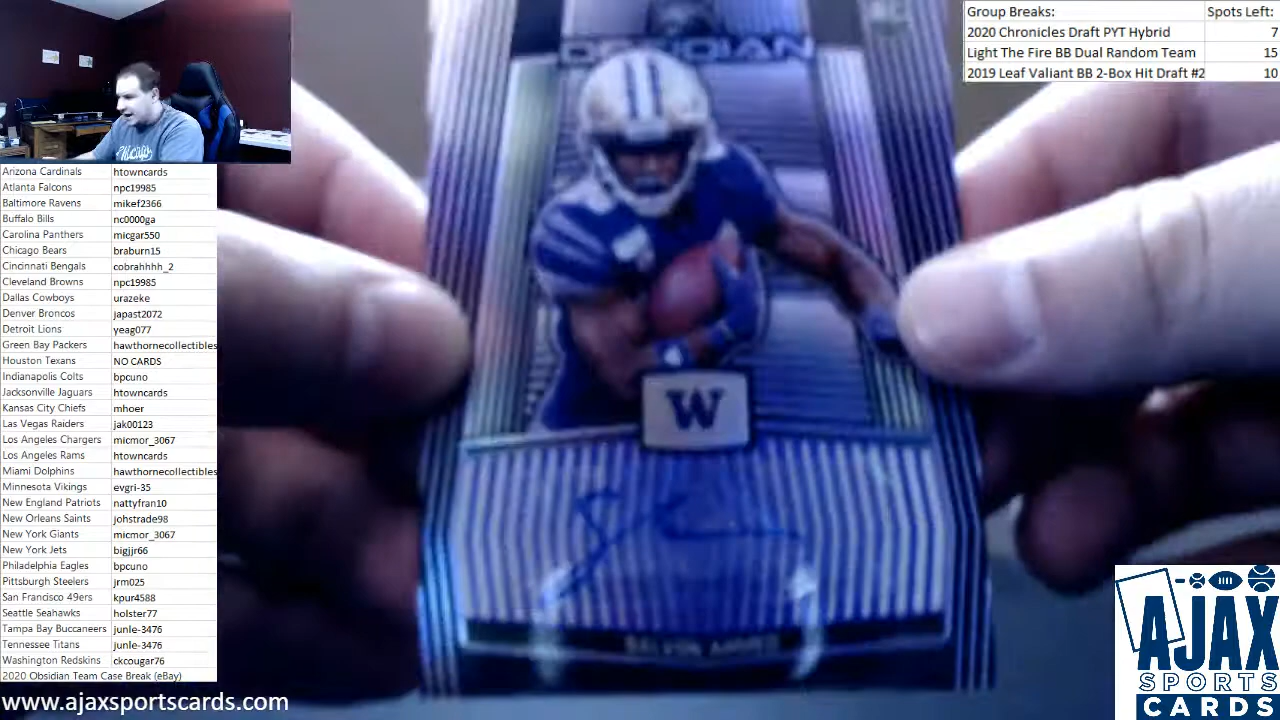 Group Breaks: Spots Left:
2020 Chronicles Draft PYT Hybrid 7
Light The Fire BB Dual Random Team 15
2019 Leaf Valiant BB 2-Box Hit Draft #2 10
OBSIDIAN
W
SALVON AHMED
Arizona Cardinals htowncards
Atlanta Falcons npc19985
Baltimore Ravens mikef2366
Buffalo Bills nc0000ga
Carolina Panthers micgar550
Chicago Bears braburn15
Cincinnati Bengals cobrahhhh_2
Cleveland Browns npc19985
Dallas Cowboys urazeke
Denver Broncos japast2072
Detroit Lions yeag077
Green Bay Packers hawthornecollectibles
Houston Texans NO CARDS
Indianapolis Colts bpcuno
Jacksonville Jaguars htowncards
Kansas City Chiefs mhoer
Las Vegas Raiders jak00123
Los Angeles Chargers micmor_3067
Los Angeles Rams htowncards
Miami Dolphins hawthornecollectibles
Minnesota Vikings evgri-35
New England Patriots nattyfran10
New Orleans Saints johstrade98
New York Giants micmor_3067
New York Jets bigjjr66
Philadelphia Eagles bpcuno
Pittsburgh Steelers jrm025
San Francisco 49ers kpur4588
Seattle Seahawks holster77
Tampa Bay Buccaneers junle-3476
Tennessee Titans junle-3476
Washington Redskins ckcougar76
2020 Obsidian Team Case Break (eBay)
www.ajaxsportscards.com
AJAX
SPORTS
CARDS